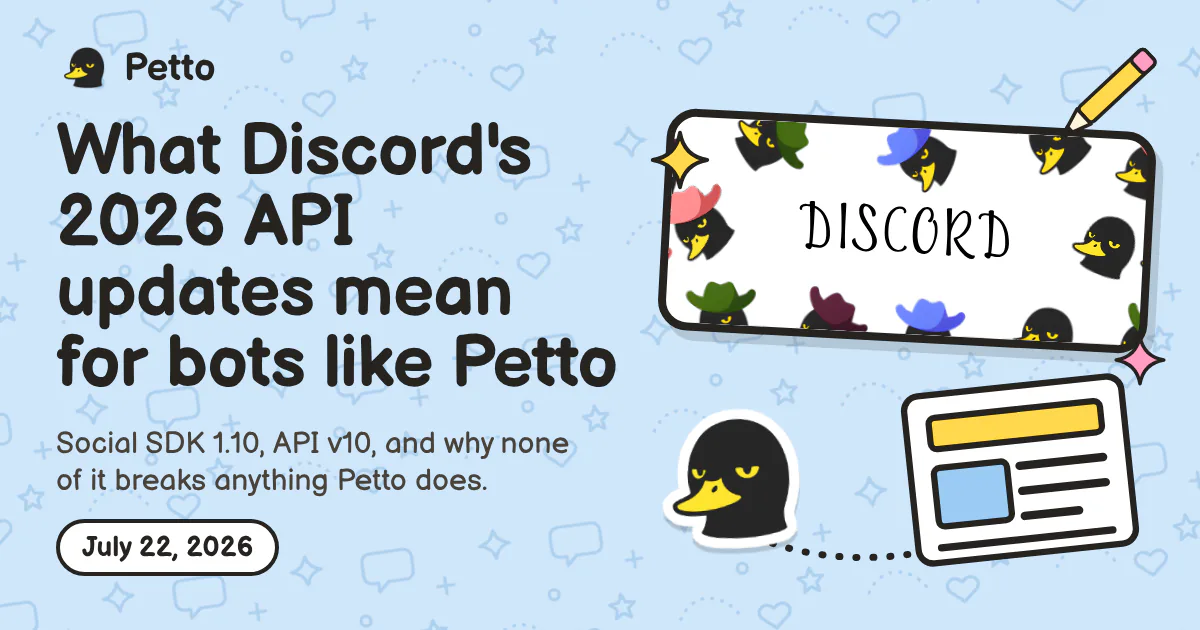 Petto
What Discord's
2026 API
updates mean
for bots like Petto
Social SDK 1.10, API v10, and why none
of it breaks anything Petto does.
July 22, 2026
DISCORD